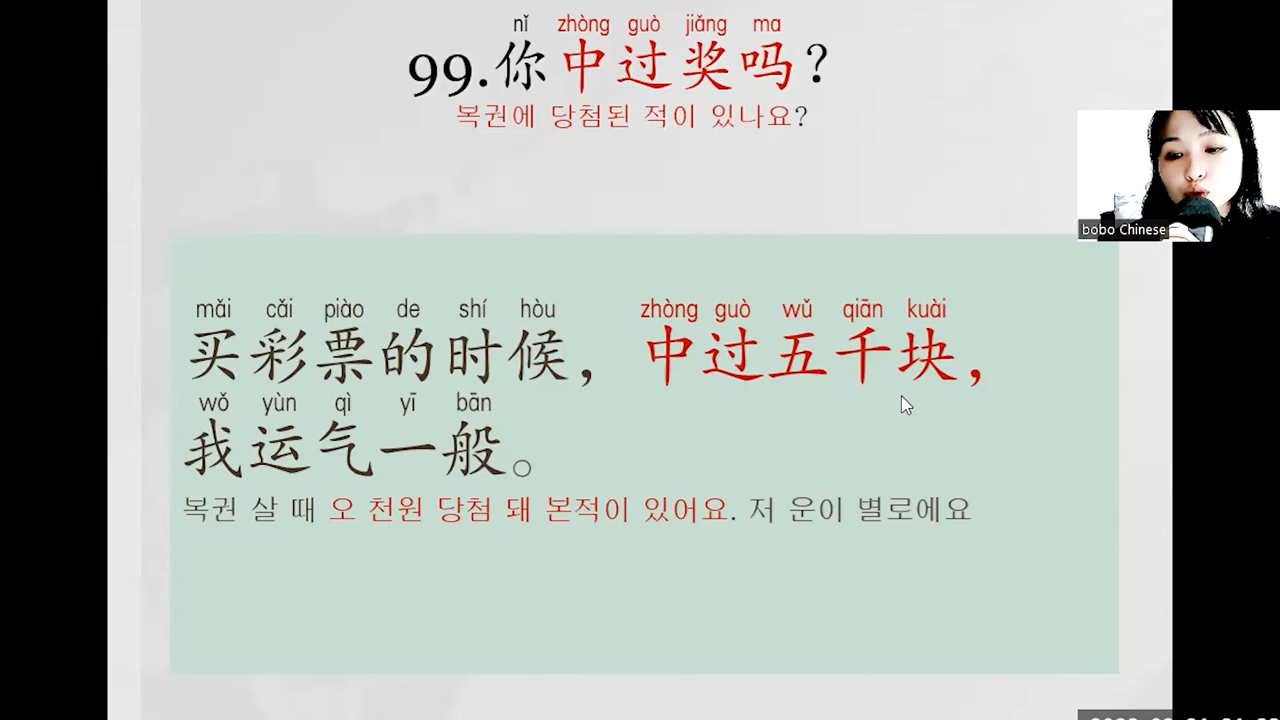 nǐ zhòng guò jiǎng ma
99.你中过奖吗?
복권에 당첨된 적이 있나요?
bobo Chinese
mǎi cǎi piào de shí hòu zhòng guò wǔ qiān kuài
买彩票的时候，中过五千块，
wǒ yùn qì yī bān
我运气一般。
복권 살 때 오 천원 당첨 돼 본적이 있어요. 저 운이 별로에요